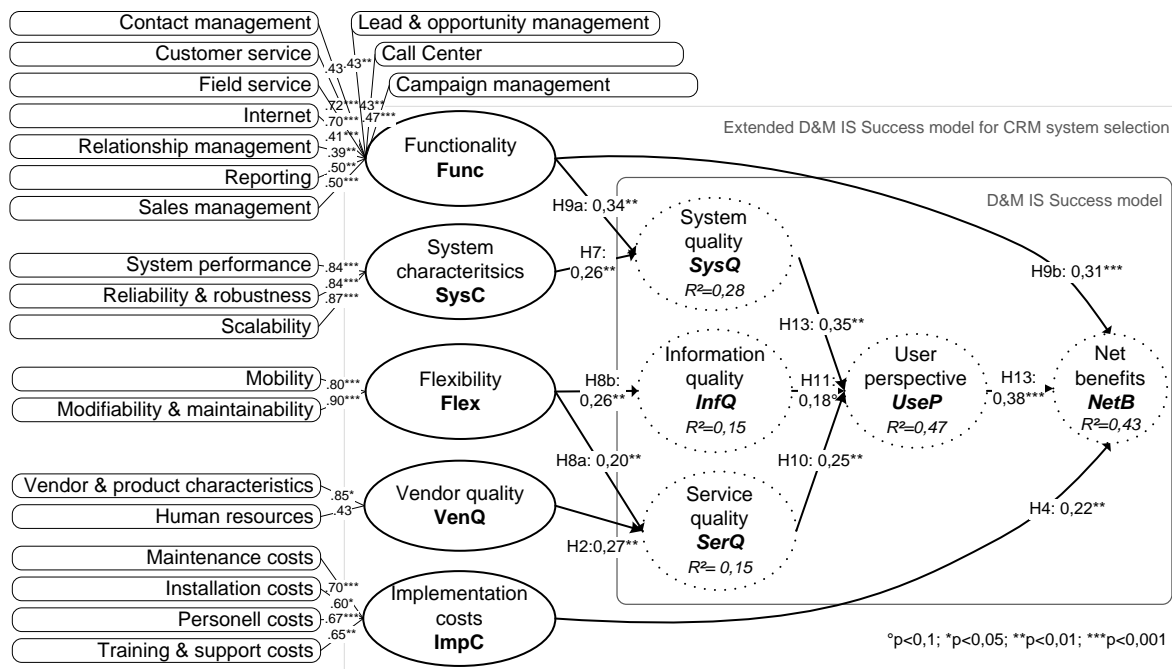 Contact management
Customer service
Field service
Internet
Relationship management
Reporting
Sales management
Lead & opportunity management
Call Center
Campaign management
.43
.43**
.72***
.43**
.70***
.47***
.41***
.39**
.50**
.50***
Functionality
Func
Extended D&M IS Success model for CRM system selection
D&M IS Success model
System performance
Reliability & robustness
Scalability
.84***
.84***
.87***
System
characteritsics
SysC
H9a: 0,34**
H7:
0,26**
System
quality
SysQ
R²=0,28
H9b: 0,31***
H13: 0,35**
Mobility
Modifiability & maintainability
.80***
.90***
Flexibility
Flex
H8b:
0,26**
Information
quality
InfQ
R²=0,15
H11:
0,18°
User
perspective
UseP
R²=0,47
H13:
0,38***
Net
benefits
NetB
R²=0,43
H8a: 0,20**
H10: 0,25**
Vendor & product characteristics
Human resources
.85*
.43
Vendor quality
VenQ
H2:0,27**
Service
quality
SerQ
R²= 0,15
H4: 0,22**
Maintenance costs
Installation costs
Personell costs
Training & support costs
.70***
.60*
.67***
.65**
Implementation
costs
ImpC
°p<0,1; *p<0,05; **p<0,01; ***p<0,001